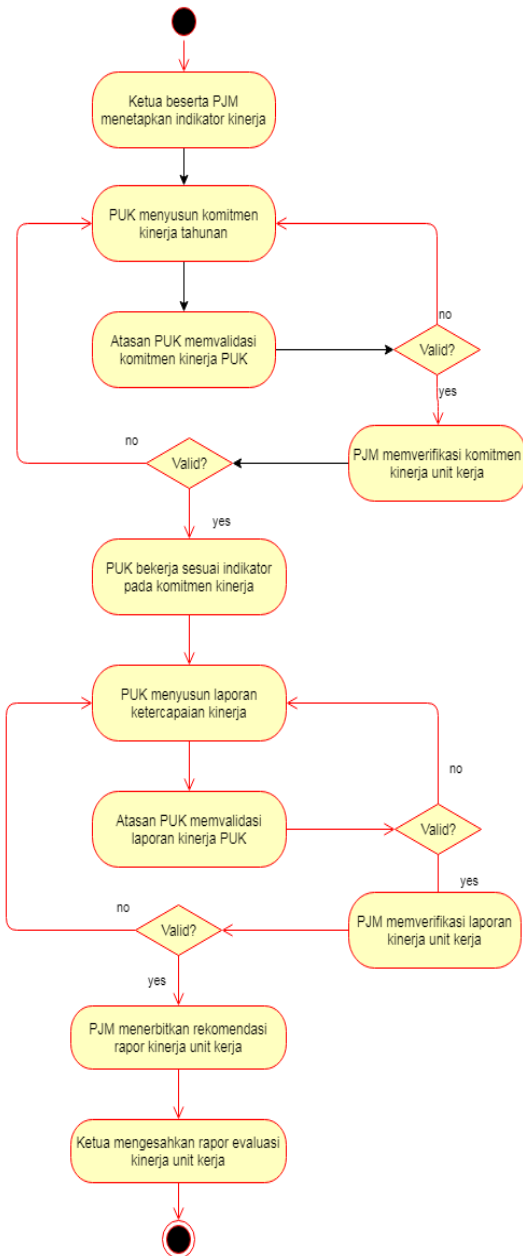 Ketua beserta PJM
menetapkan indikator kinerja
PUK menyusun komitmen
kinerja tahunan
no
Atasan PUK memvalidasi
komitmen kinerja PUK
Valid?
yes
PJM memverifikasi komitmen
kinerja unit kerja
no
Valid?
yes
PUK bekerja sesuai indikator
pada komitmen kinerja
PUK menyusun laporan
ketercapaian kinerja
no
Atasan PUK memvalidasi
laporan kinerja PUK
Valid?
yes
PJM memverifikasi laporan
kinerja unit kerja
no
Valid?
yes
PJM menerbitkan rekomendasi
rapor kinerja unit kerja
Ketua mengesahkan rapor evaluasi
kinerja unit kerja